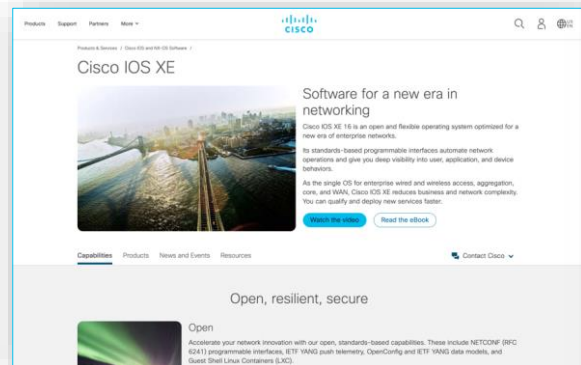 Products Support Partners More
CISCO
US
EN
Products & Services / Cisco IOS and NX-OS Software /
Cisco IOS XE
Software for a new era in
networking
Cisco IOS XE 16 is an open and flexible operating system optimized for a
new era of enterprise networks.
Its standards-based programmable interfaces automate network
operations and give you deep visibility into user, application, and device
behaviors.
As the single OS for enterprise wired and wireless access, aggregation,
core, and WAN, Cisco IOS XE reduces business and network complexity.
You can qualify and deploy new services faster.
Watch the video Read the eBook
Capabilities Products News and Events Resources Contact Cisco
Open, resilient, secure
Open
Accelerate your network innovation with our open, standards-based capabilities. These include NETCONF (RFC
6241) programmable interfaces, IETF YANG push telemetry, OpenConfig and IETF YANG data models, and
Guest Shell Linux Containers (LXC).